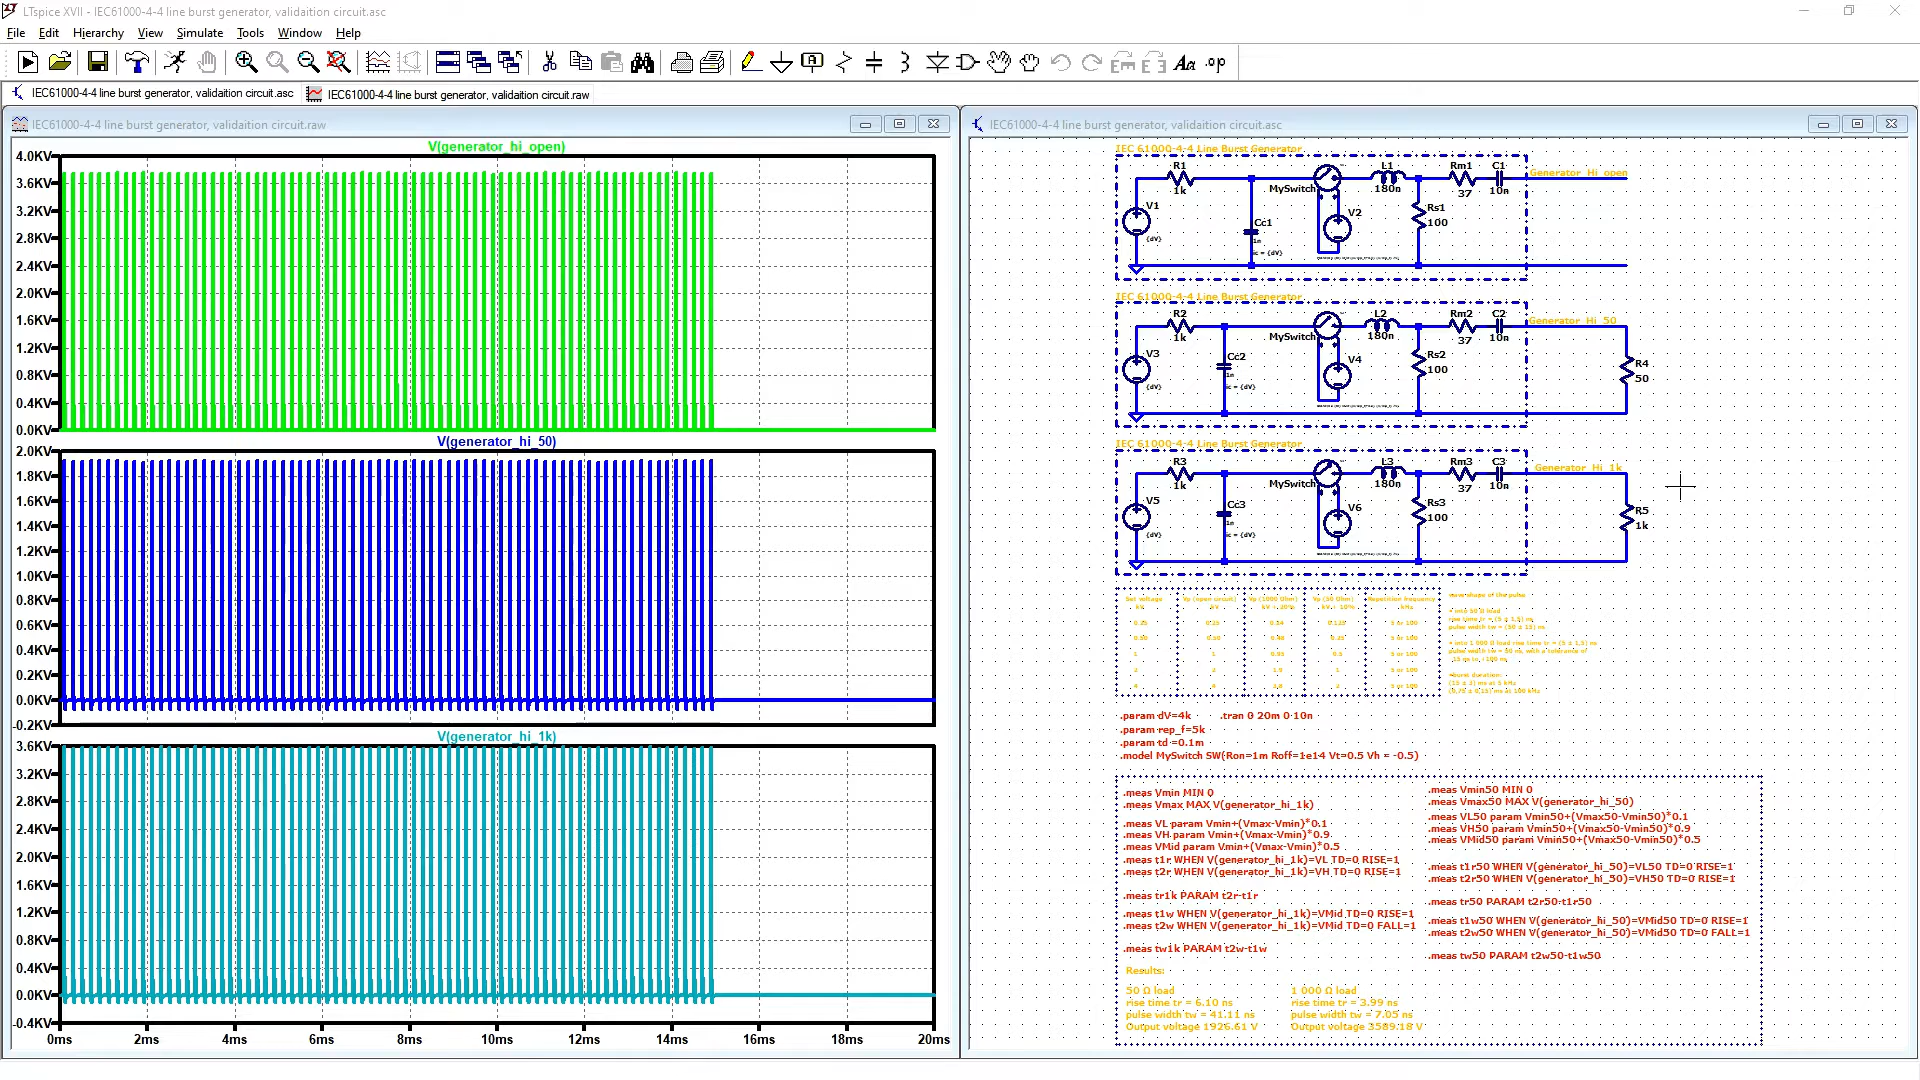 LTspice XVII - IEC61000-4-4 line burst generator, validaition circuit.asc
File Edit Hierarchy View Simulate Tools Window Help
IEC61000-4-4 line burst generator, validaition circuit.asc
IEC61000-4-4 line burst generator, validaition circuit.raw
IEC61000-4-4 line burst generator, validaition circuit.raw
V(generator_hi_open)
4.0KV
3.6KV
3.2KV
2.8KV
2.4KV
2.0KV
1.6KV
1.2KV
0.8KV
0.4KV
0.0KV
V(generator_hi_50)
2.0KV
1.8KV
1.6KV
1.4KV
1.2KV
1.0KV
0.8KV
0.6KV
0.4KV
0.2KV
0.0KV
-0.2KV
V(generator_hi_1k)
3.6KV
3.2KV
2.8KV
2.4KV
2.0KV
1.6KV
1.2KV
0.8KV
0.4KV
0.0KV
-0.4KV
0ms 2ms 4ms 6ms 8ms 10ms 12ms 14ms 16ms 18ms 20ms
IEC61000-4-4 line burst generator, validaition circuit.asc
IEC 61000-4-4 Line Burst Generator
R1
1k
V1
{dV}
Cc1
1n
ic = {dV}
MySwitch
V2
L1
180n
Rs1
100
Rm1
37
C1
10n
Generator_Hi_open
IEC 61000-4-4 Line Burst Generator
R2
1k
V3
{dV}
Cc2
1n
ic = {dV}
MySwitch
V4
L2
180n
Rs2
100
Rm2
37
C2
10n
Generator_Hi_50
R4
50
IEC 61000-4-4 Line Burst Generator
R3
1k
V5
{dV}
Cc3
1n
ic = {dV}
MySwitch
V6
L3
180n
Rs3
100
Rm3
37
C3
10n
Generator_Hi_1k
R5
1k
.param dV=4k .tran 0 20m 0 10n
.param rep_f=5k
.param td =0.1m
.model MySwitch SW(Ron=1m Roff=1e14 Vt=0.5 Vh = -0.5)
.meas Vmin MIN 0
.meas Vmax MAX V(generator_hi_1k)
.meas VL param Vmin+(Vmax-Vmin)*0.1
.meas VH param Vmin+(Vmax-Vmin)*0.9
.meas VMid param Vmin+(Vmax-Vmin)*0.5
.meas t1r WHEN V(generator_hi_1k)=VL TD=0 RISE=1
.meas t2r WHEN V(generator_hi_1k)=VH TD=0 RISE=1
.meas tr1k PARAM t2r-t1r
.meas t1w WHEN V(generator_hi_1k)=VMid TD=0 RISE=1
.meas t2w WHEN V(generator_hi_1k)=VMid TD=0 FALL=1
.meas tw1k PARAM t2w-t1w
.meas Vmin50 MIN 0
.meas Vmax50 MAX V(generator_hi_50)
.meas VL50 param Vmin50+(Vmax50-Vmin50)*0.1
.meas VH50 param Vmin50+(Vmax50-Vmin50)*0.9
.meas VMid50 param Vmin50+(Vmax50-Vmin50)*0.5
.meas t1r50 WHEN V(generator_hi_50)=VL50 TD=0 RISE=1
.meas t2r50 WHEN V(generator_hi_50)=VH50 TD=0 RISE=1
.meas tr50 PARAM t2r50-t1r50
.meas t1w50 WHEN V(generator_hi_50)=VMid50 TD=0 RISE=1
.meas t2w50 WHEN V(generator_hi_50)=VMid50 TD=0 FALL=1
.meas tw50 PARAM t2w50-t1w50
Results:
50 Ω load
rise time tr = 6.10 ns
pulse width tw = 41.11 ns
Output voltage 1926.61 V
1 000 Ω load
rise time tr = 3.99 ns
pulse width tw = 7.05 ns
Output voltage 3589.18 V